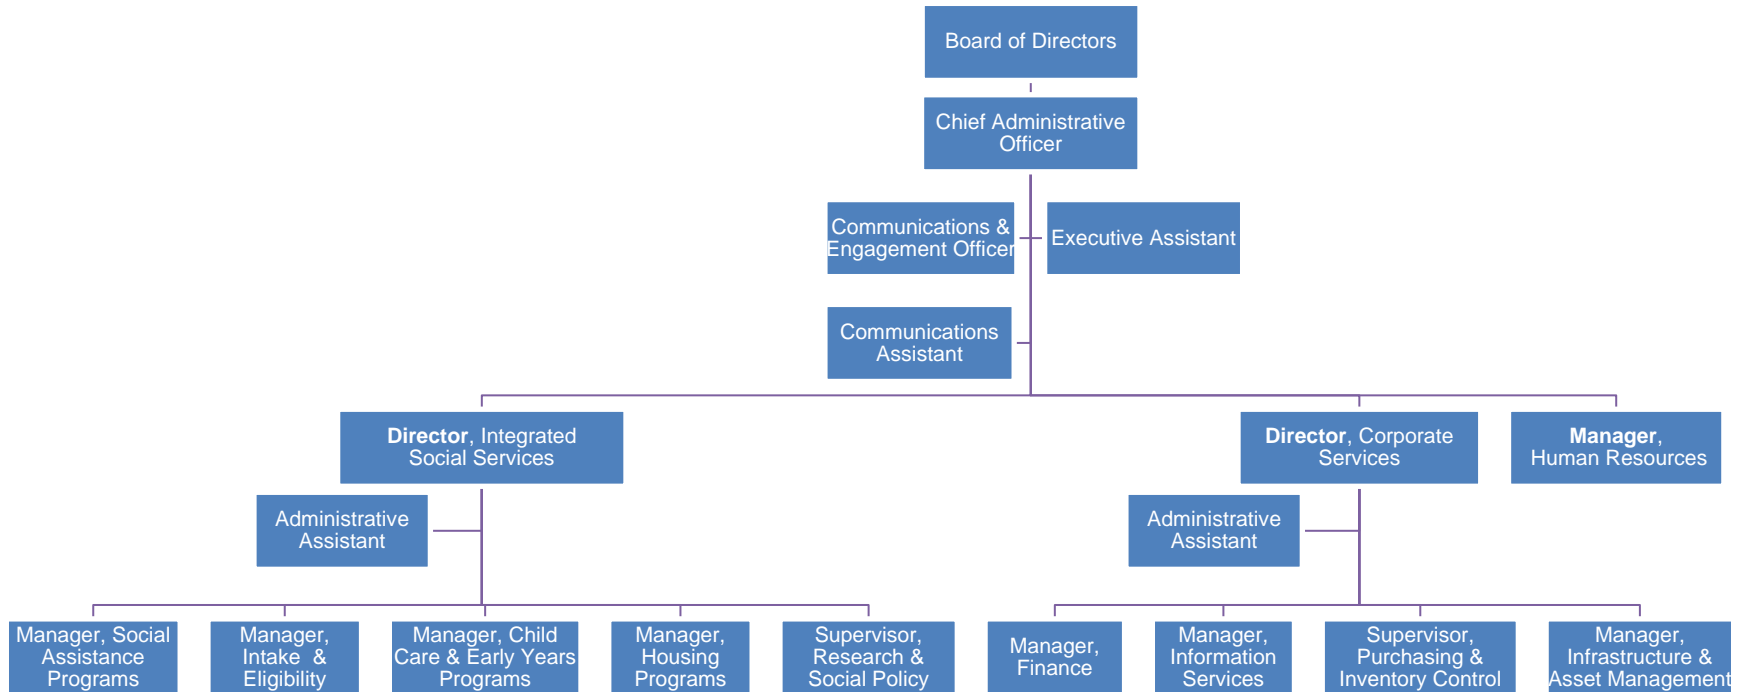 Board of Directors
Chief Administrative
Officer
Communications &
Engagement Officer
Executive Assistant
Communications
Assistant
Director, Integrated
Social Services
Director, Corporate
Services
Manager,
Human Resources
Administrative
Assistant
Administrative
Assistant
Manager, Social
Assistance
Programs
Manager,
Intake &
Eligibility
Manager, Child
Care & Early Years
Programs
Manager,
Housing
Programs
Supervisor,
Research &
Social Policy
Manager,
Finance
Manager,
Information
Services
Supervisor,
Purchasing &
Inventory Control
Manager,
Infrastructure &
Asset Management